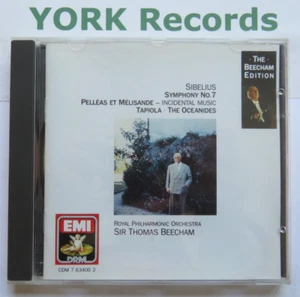 YORK Records
SIBELIUS
SYMPHONY No.7
PELLÉAS ET MÉLISANDE – INCIDENTAL MUSIC
TAPIOLA · THE OCEANIDES
· THE ·
BEECHAM
EDITION
ROYAL PHILHARMONIC ORCHESTRA
SIR THOMAS BEECHAM
EMI
DRM
CDM 7 63400 2